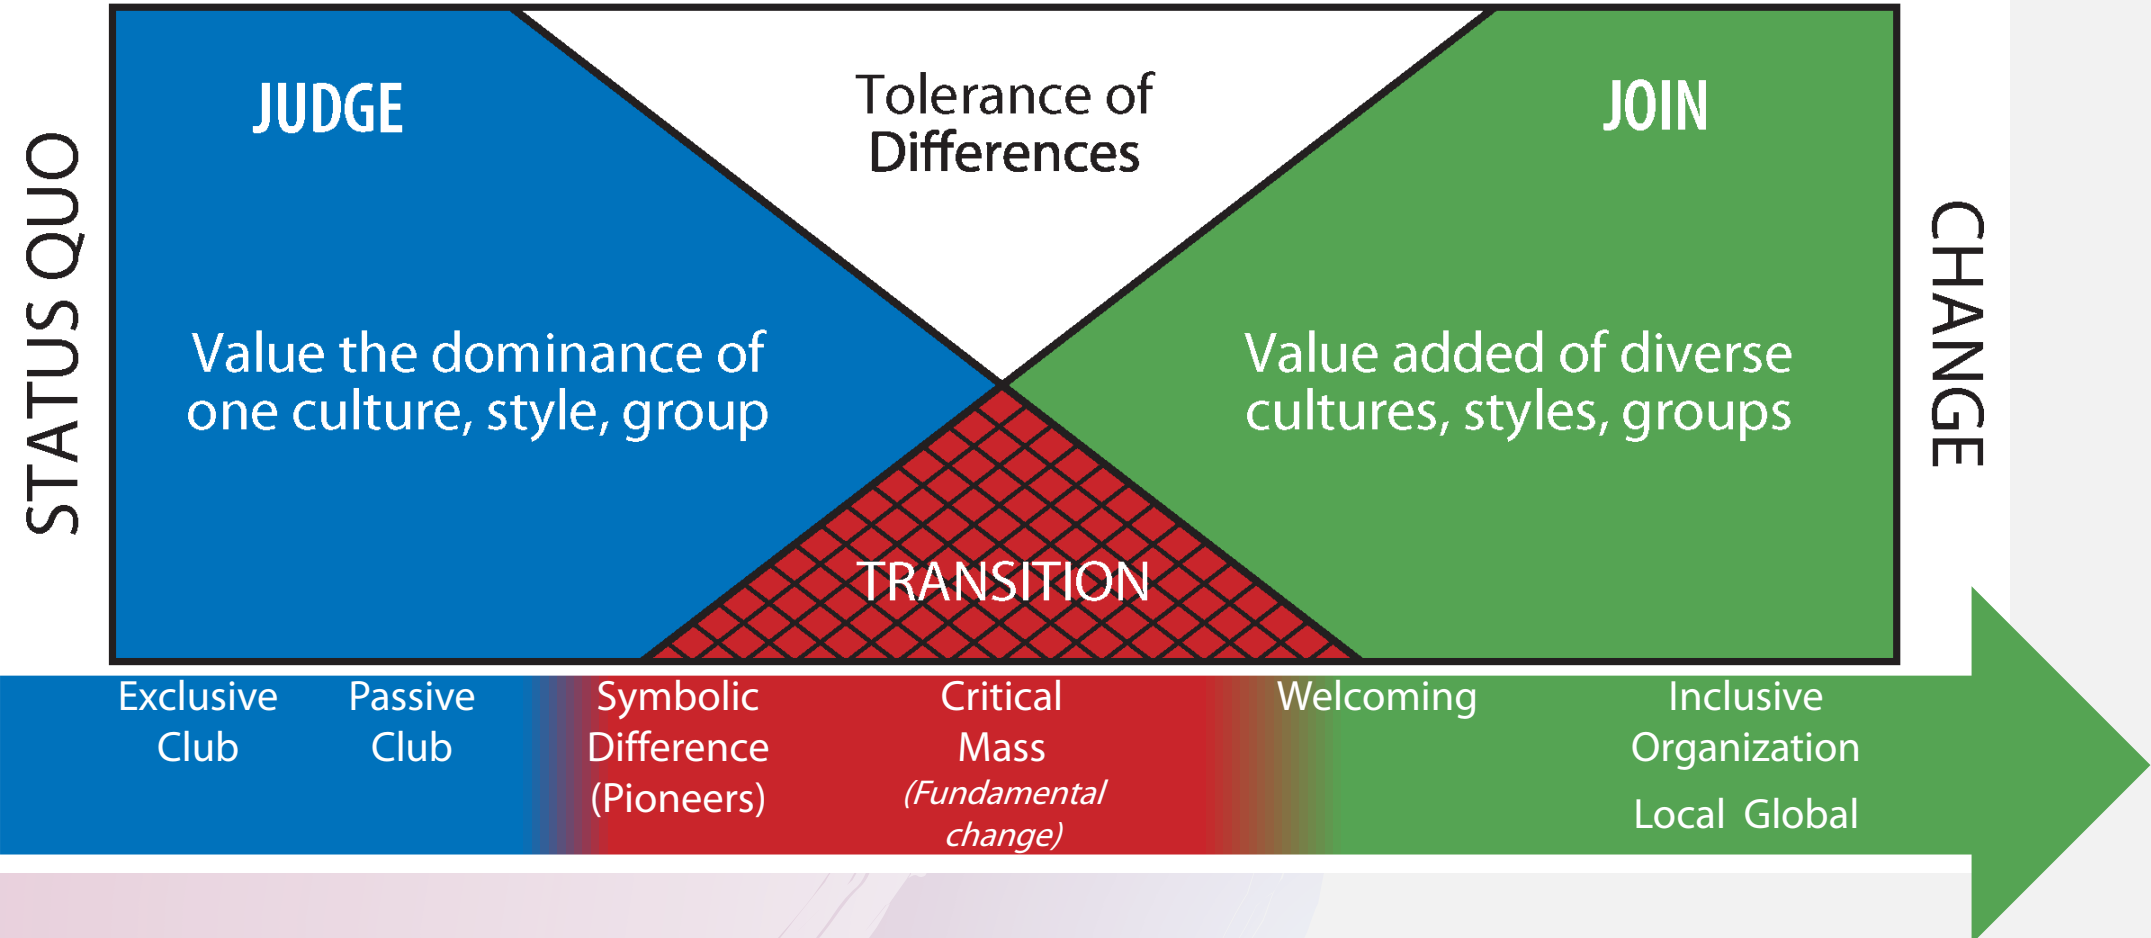 STATUS QUO
JUDGE
Value the dominance of
one culture, style, group
Tolerance of
Differences
TRANSITION
JOIN
Value added of diverse
cultures, styles, groups
CHANGE
Exclusive
Club
Passive
Club
Symbolic
Difference
(Pioneers)
Critical
Mass
(Fundamental
change)
Welcoming
Inclusive
Organization
Local Global